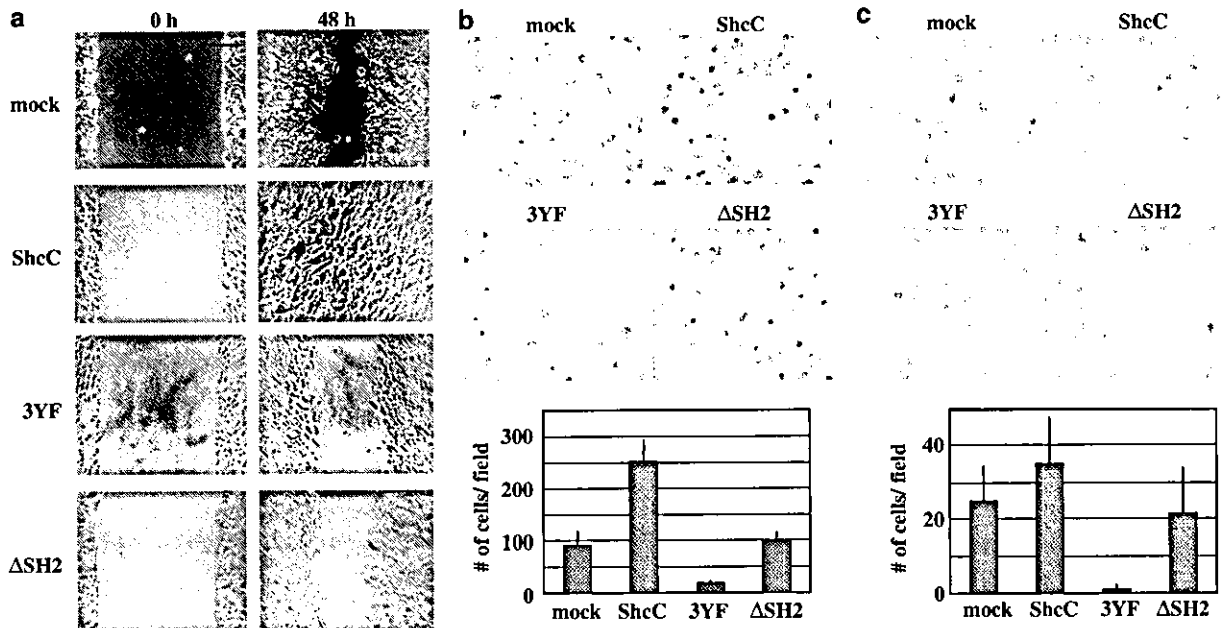 a
0 h
48 h
mock
ShcC
3YF
ΔSH2
b
mock
ShcC
3YF
ΔSH2
# of cells/ field
300
200
100
0
mock
ShcC
3YF
ΔSH2
c
mock
ShcC
3YF
ΔSH2
# of cells/ field
40
20
0
mock
ShcC
3YF
ΔSH2